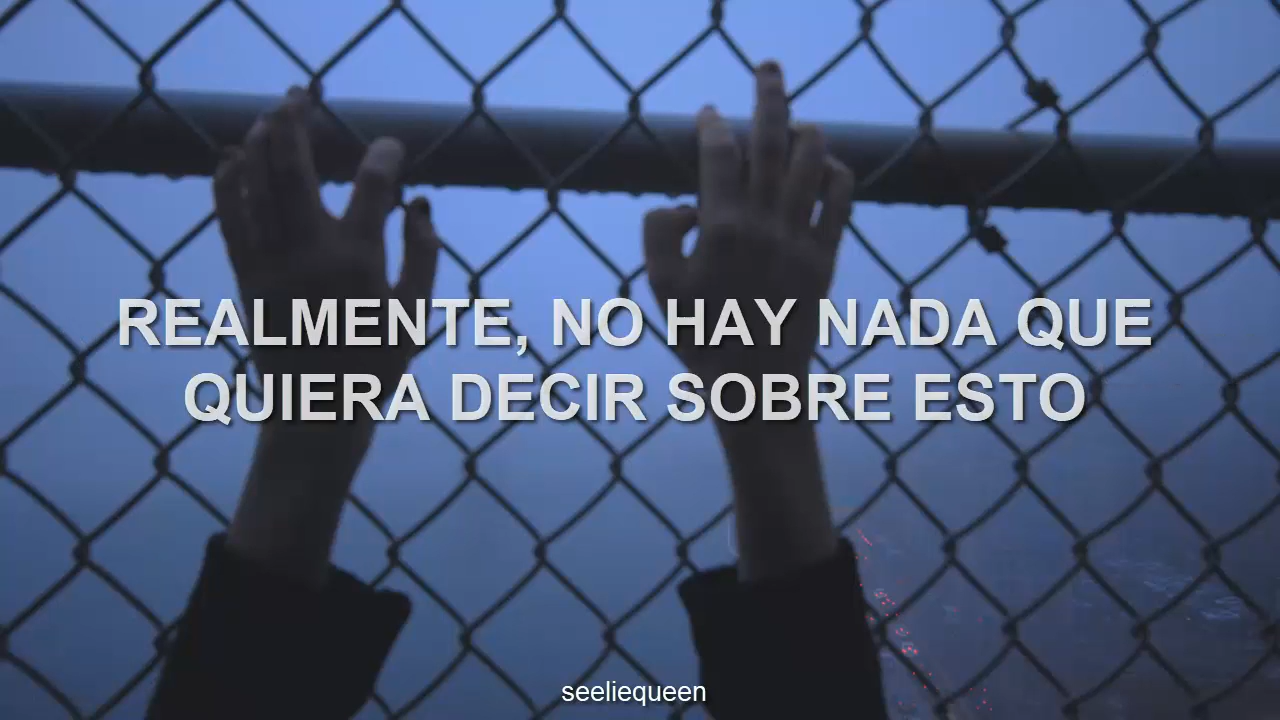 REALMENTE, NO HAY NADA QUE
QUIERA DECIR SOBRE ESTO
seeliequeen